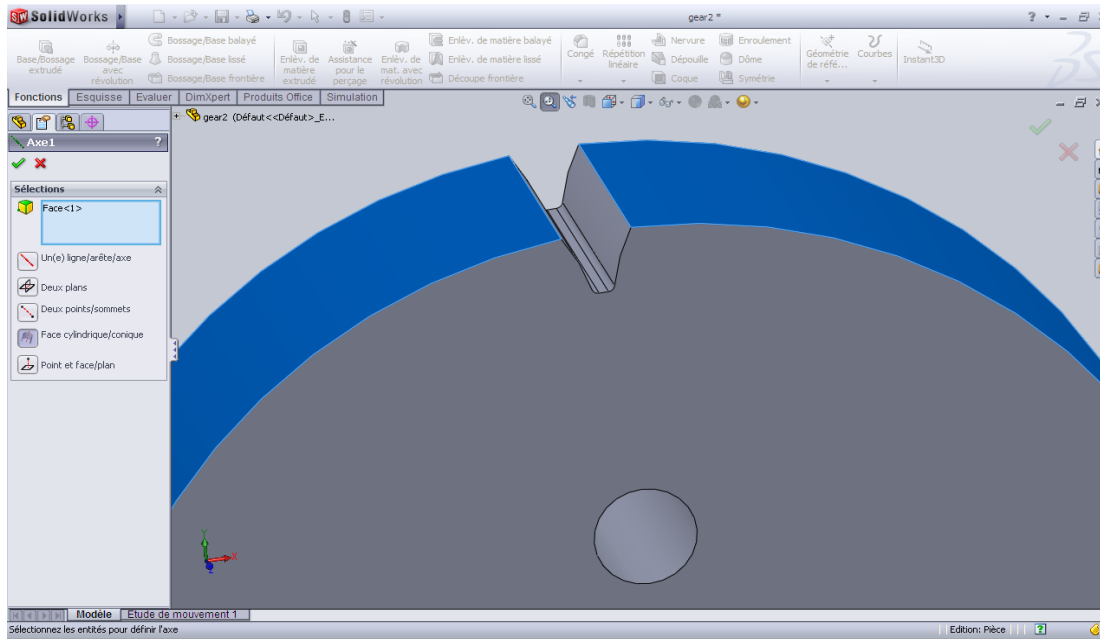 SolidWorks
gear2 *
Base/Bossage extrudé
Bossage/Base avec révolution
Bossage/Base balayé
Bossage/Base lissé
Bossage/Base frontière
Enlèv. de matière extrudé
Assistance pour le perçage
Enlèv. de mat. avec révolution
Enlèv. de matière balayé
Enlèv. de matière lissé
Découpe frontière
Congé
Répétition linéaire
Nervure
Dépouille
Coque
Enroulement
Dôme
Symétrie
Géométrie de réfé...
Courbes
Instant3D
Fonctions Esquisse Evaluer DimXpert Produits Office Simulation
gear2 (Défaut<<Défaut>_E...
Axe1 ?
Sélections
Face<1>
Un(e) ligne/arête/axe
Deux plans
Deux points/sommets
Face cylindrique/conique
Point et face/plan
Y
X
Modèle Etude de mouvement 1
Sélectionnez les entités pour définir l'axe
Edition: Pièce